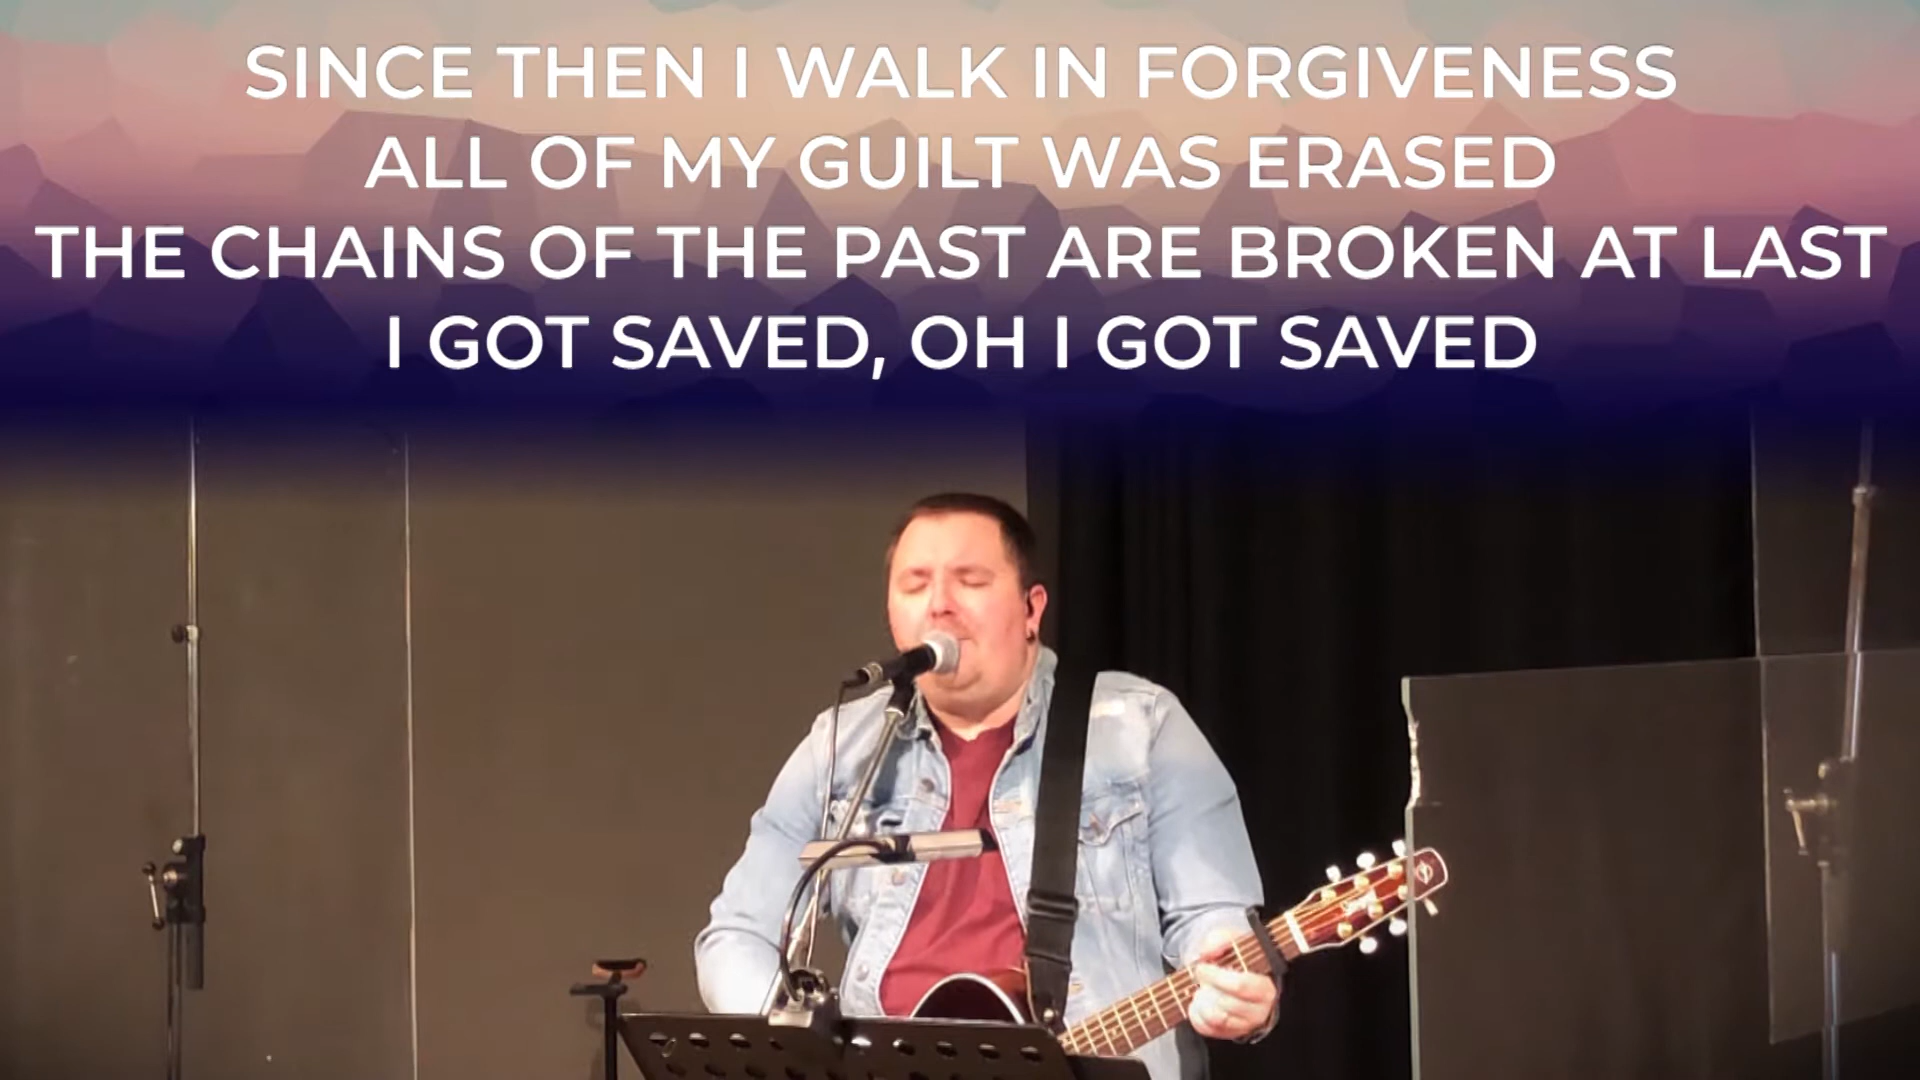 SINCE THEN I WALK IN FORGIVENESS
ALL OF MY GUILT WAS ERASED
THE CHAINS OF THE PAST ARE BROKEN AT LAST
I GOT SAVED, OH I GOT SAVED